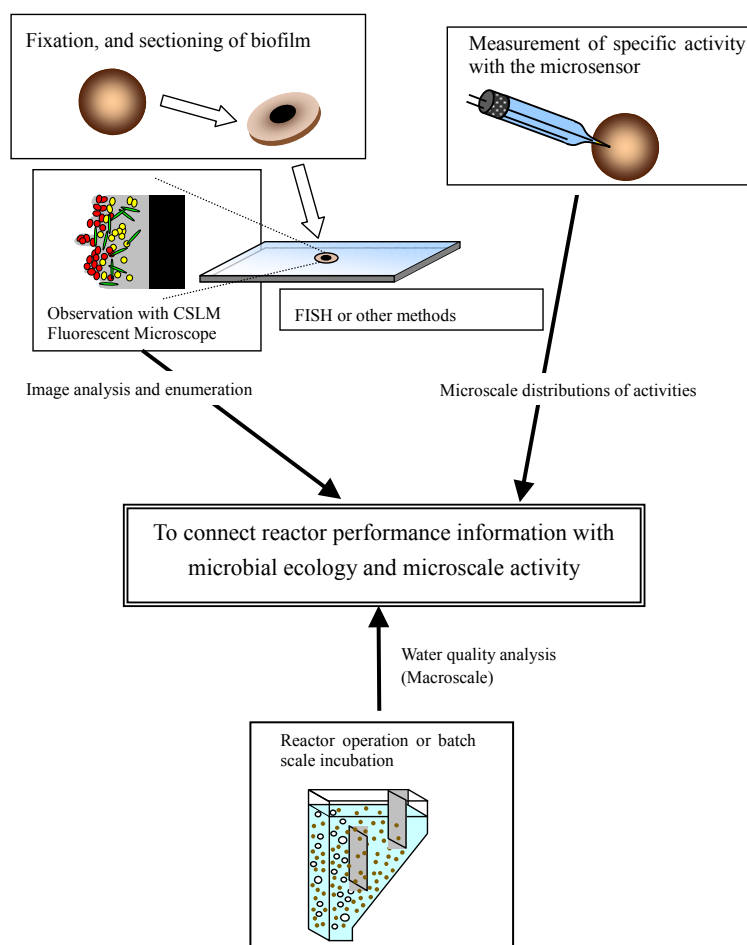 Fixation, and sectioning of biofilm
Measurement of specific activity
with the microsensor
Observation with CSLM
Fluorescent Microscope
FISH or other methods
Image analysis and enumeration
Microscale distributions of activities
To connect reactor performance information with
microbial ecology and microscale activity
Water quality analysis
(Macroscale)
Reactor operation or batch
scale incubation